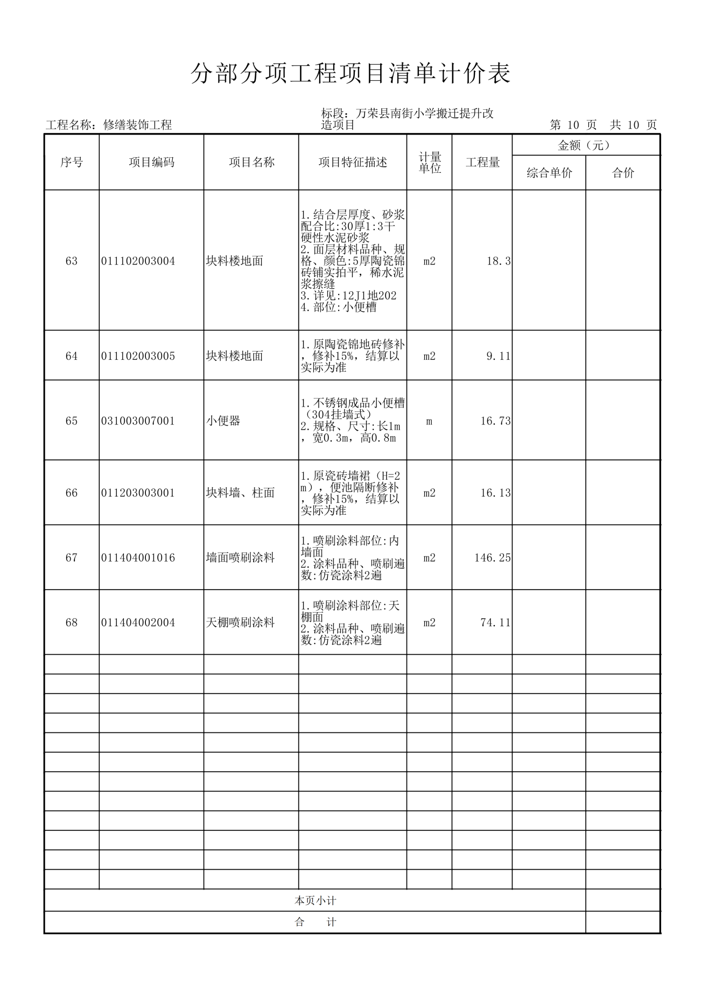 分部分项工程项目清单计价表
工程名称：修缮装饰工程
标段：万荣县南街小学搬迁提升改
造项目
第 10 页 共 10 页
序号
项目编码
项目名称
项目特征描述
计量
单位
工程量
金额（元）
综合单价
合价
63
011102003004
块料楼地面
1.结合层厚度、砂浆
配合比:30厚1:3干
硬性水泥砂浆
2.面层材料品种、规
格、颜色:5厚陶瓷锦
砖铺实拍平，稀水泥
浆擦缝
3.详见:12J1地202
4.部位:小便槽
m2
18.3
64
011102003005
块料楼地面
1.原陶瓷锦地砖修补
，修补15%，结算以
实际为准
m2
9.11
65
031003007001
小便器
1.不锈钢成品小便槽
（304挂墙式）
2.规格、尺寸:长1m
，宽0.3m，高0.8m
m
16.73
66
011203003001
块料墙、柱面
1.原瓷砖墙裙（H=2
m），便池隔断修补
，修补15%，结算以
实际为准
m2
16.13
67
011404001016
墙面喷刷涂料
1.喷刷涂料部位:内
墙面
2.涂料品种、喷刷遍
数:仿瓷涂料2遍
m2
146.25
68
011404002004
天棚喷刷涂料
1.喷刷涂料部位:天
棚面
2.涂料品种、喷刷遍
数:仿瓷涂料2遍
m2
74.11
本页小计
合 计